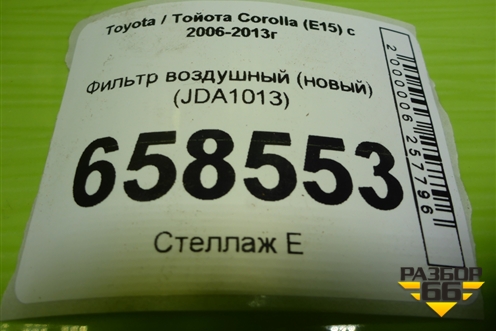 Toyota / Тойота Corolla (E15) с
2006-2013г
Фильтр воздушный (новый)
(JDA1013)
658553
Стеллаж Е
2000006257796
РАЗБОР
66